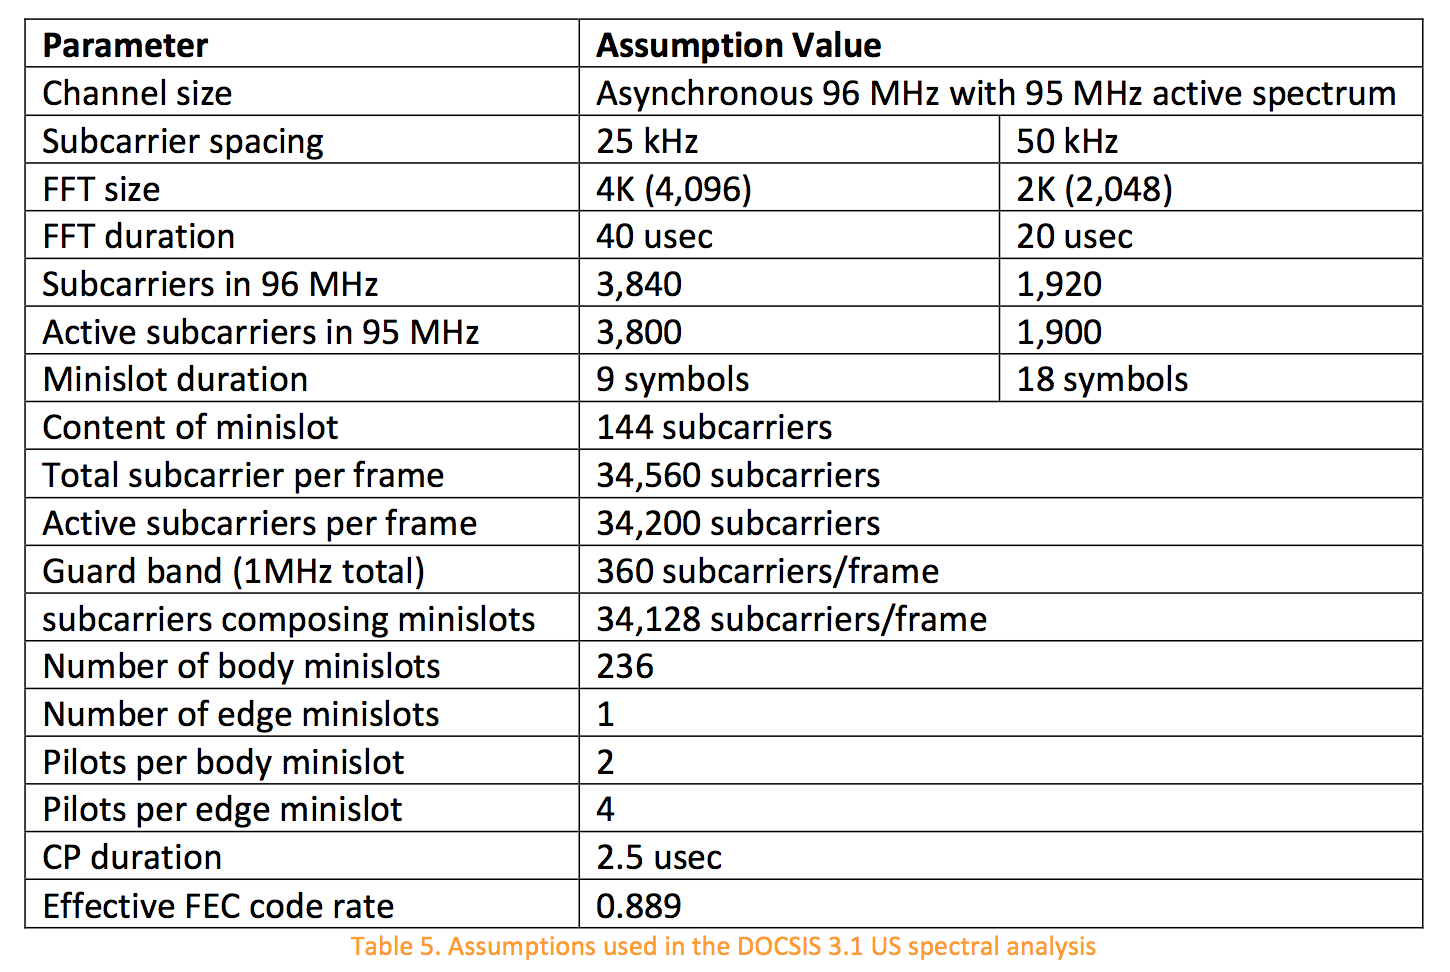 Parameter Assumption Value
Channel size Asynchronous 96 MHz with 95 MHz active spectrum
Subcarrier spacing 25 kHz 50 kHz
FFT size 4K (4,096) 2K (2,048)
FFT duration 40 usec 20 usec
Subcarriers in 96 MHz 3,840 1,920
Active subcarriers in 95 MHz 3,800 1,900
Minislot duration 9 symbols 18 symbols
Content of minislot 144 subcarriers
Total subcarrier per frame 34,560 subcarriers
Active subcarriers per frame 34,200 subcarriers
Guard band (1MHz total) 360 subcarriers/frame
subcarriers composing minislots 34,128 subcarriers/frame
Number of body minislots 236
Number of edge minislots 1
Pilots per body minislot 2
Pilots per edge minislot 4
CP duration 2.5 usec
Effective FEC code rate 0.889
Table 5. Assumptions used in the DOCSIS 3.1 US spectral analysis